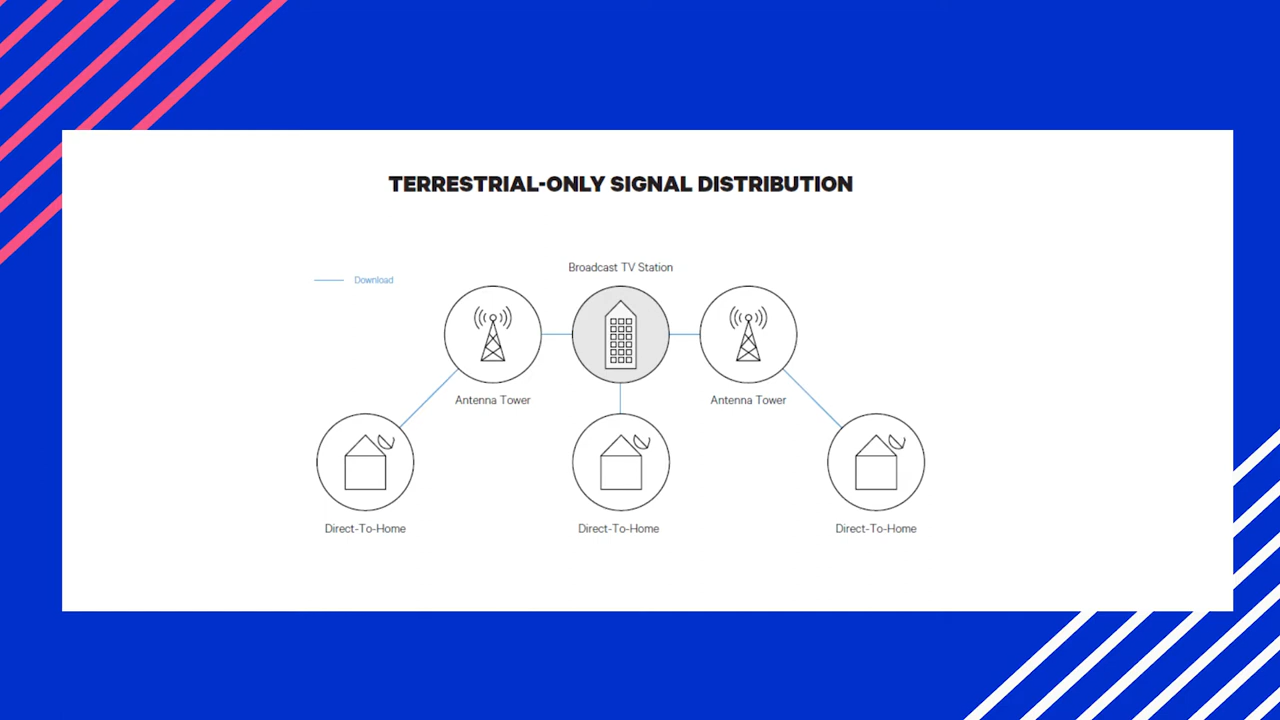 TERRESTRIAL-ONLY SIGNAL DISTRIBUTION
Broadcast TV Station
Download
Antenna Tower
Antenna Tower
Direct-To-Home
Direct-To-Home
Direct-To-Home